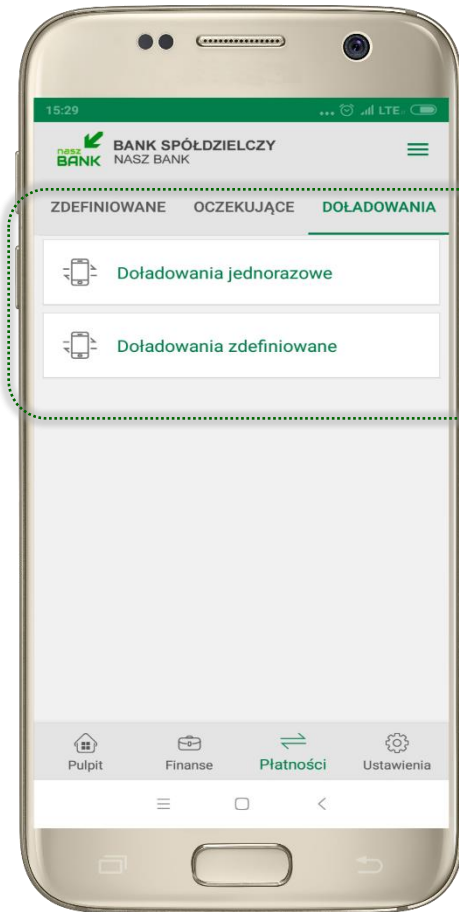 15:29 ... LTE
nasz BANK
BANK SPÓŁDZIELCZY
NASZ BANK
ZDEFINIOWANE OCZEKUJĄCE DOŁADOWANIA
Doładowania jednorazowe
Doładowania zdefiniowane
Pulpit Finanse Płatności Ustawienia